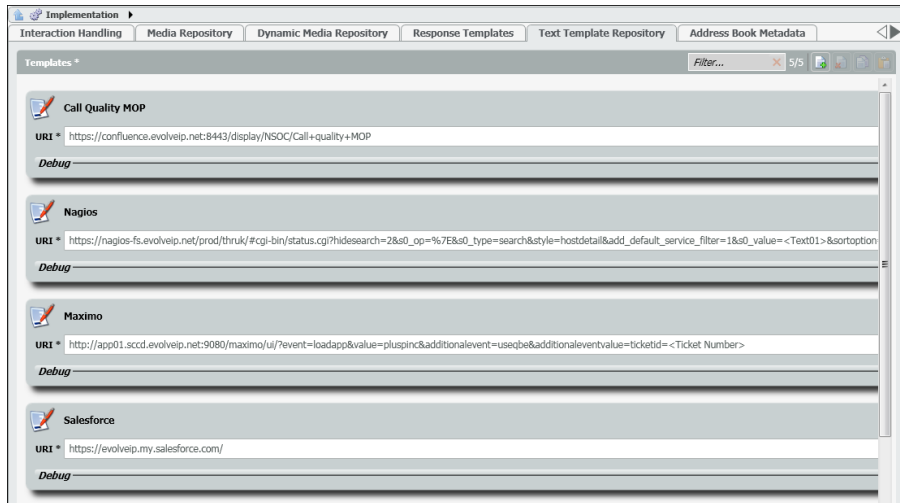 Implementation
Interaction Handling Media Repository Dynamic Media Repository Response Templates Text Template Repository Address Book Metadata
Templates * Filter... 5/5
Call Quality MOP
URI * https://confluence.evolveip.net:8443/display/NSOC/Call+quality+MOP
Debug
Nagios
URI * https://nagios-fs.evolveip.net/prod/thruk/#cgi-bin/status.cgi?hidesearch=2&s0_op=%7E&s0_type=search&style=hostdetail&add_default_service_filter=1&s0_value=<Text01>&sortoption=
Debug
Maximo
URI * http://app01.sccd.evolveip.net:9080/maximo/ui/?event=loadapp&value=pluspinc&additionalevent=useqbe&additionaleventvalue=ticketid=<Ticket Number>
Debug
Salesforce
URI * https://evolveip.my.salesforce.com/
Debug